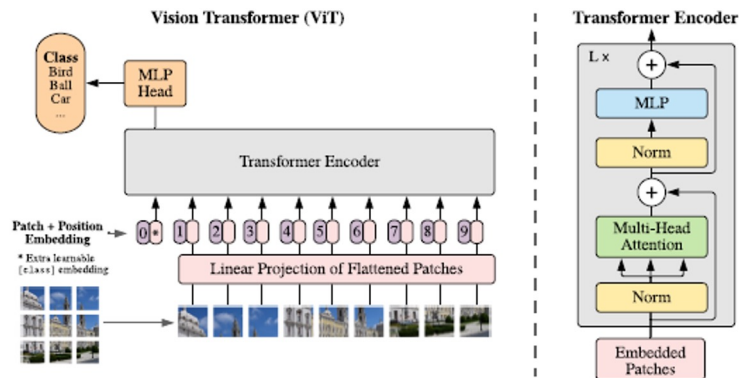 Vision Transformer (ViT)
Class
Bird
Ball
Car
...
MLP
Head
Transformer Encoder
Patch + Position
Embedding
0 * 1 2 3 4 5 6 7 8 9
* Extra learnable
[class] embedding
Linear Projection of Flattened Patches
Transformer Encoder
L ×
+
MLP
Norm
+
Multi-Head
Attention
Norm
Embedded
Patches